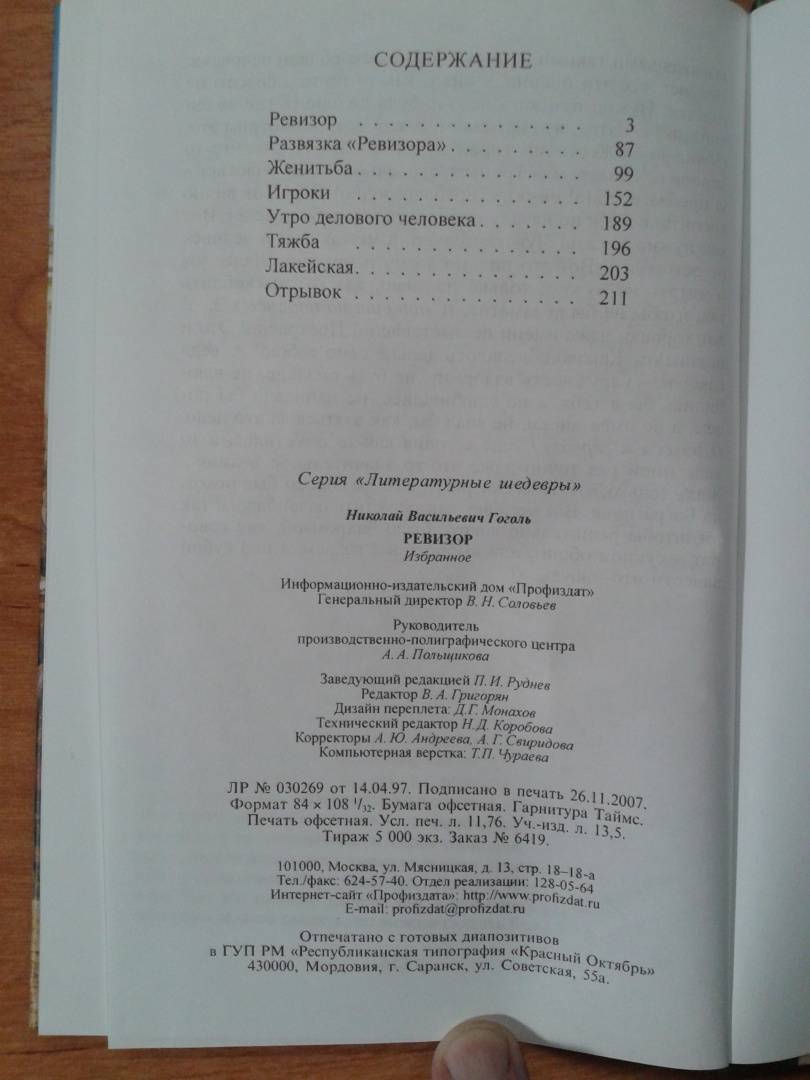 СОДЕРЖАНИЕ
Ревизор . . . . . . . . . . . . . . . 3
Развязка «Ревизора» . . . . . . . . . 87
Женитьба . . . . . . . . . . . . . . . 99
Игроки . . . . . . . . . . . . . . . 152
Утро делового человека . . . . . . . 189
Тяжба . . . . . . . . . . . . . . . 196
Лакейская . . . . . . . . . . . . . . . 203
Отрывок . . . . . . . . . . . . . . . 211
Серия «Литературные шедевры»
Николай Васильевич Гоголь
РЕВИЗОР
Избранное
Информационно-издательский дом «Профиздат»
Генеральный директор В. Н. Соловьев
Руководитель
производственно-полиграфического центра
А. А. Польщикова
Заведующий редакцией П. И. Руднев
Редактор В. А. Григорян
Дизайн переплета: Д.Г. Монахов
Технический редактор Н.Д. Коробова
Корректоры А. Ю. Андреева, А. Г. Свиридова
Компьютерная верстка: Т.П. Чураева
ЛР № 030269 от 14.04.97. Подписано в печать 26.11.2007.
Формат 84 × 108 1/32. Бумага офсетная. Гарнитура Таймс.
Печать офсетная. Усл. печ. л. 11,76. Уч.-изд. л. 13,5.
Тираж 5 000 экз. Заказ № 6419.
101000, Москва, ул. Мясницкая, д. 13, стр. 18-18-а
Тел./факс: 624-57-40. Отдел реализации: 128-05-64
Интернет-сайт «Профиздата»: http://www.profizdat.ru
E-mail: profizdat@profizdat.ru
Отпечатано с готовых диапозитивов
в ГУП РМ «Республиканская типография «Красный Октябрь»
430000, Мордовия, г. Саранск, ул. Советская, 55а.